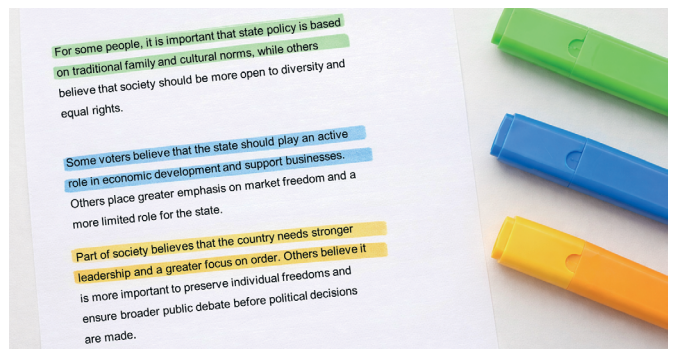 For some people, it is important that state policy is based
on traditional family and cultural norms, while others
believe that society should be more open to diversity and
equal rights.
Some voters believe that the state should play an active
role in economic development and support businesses.
Others place greater emphasis on market freedom and a
more limited role for the state.
Part of society believes that the country needs stronger
leadership and a greater focus on order. Others believe it
is more important to preserve individual freedoms and
ensure broader public debate before political decisions
are made.